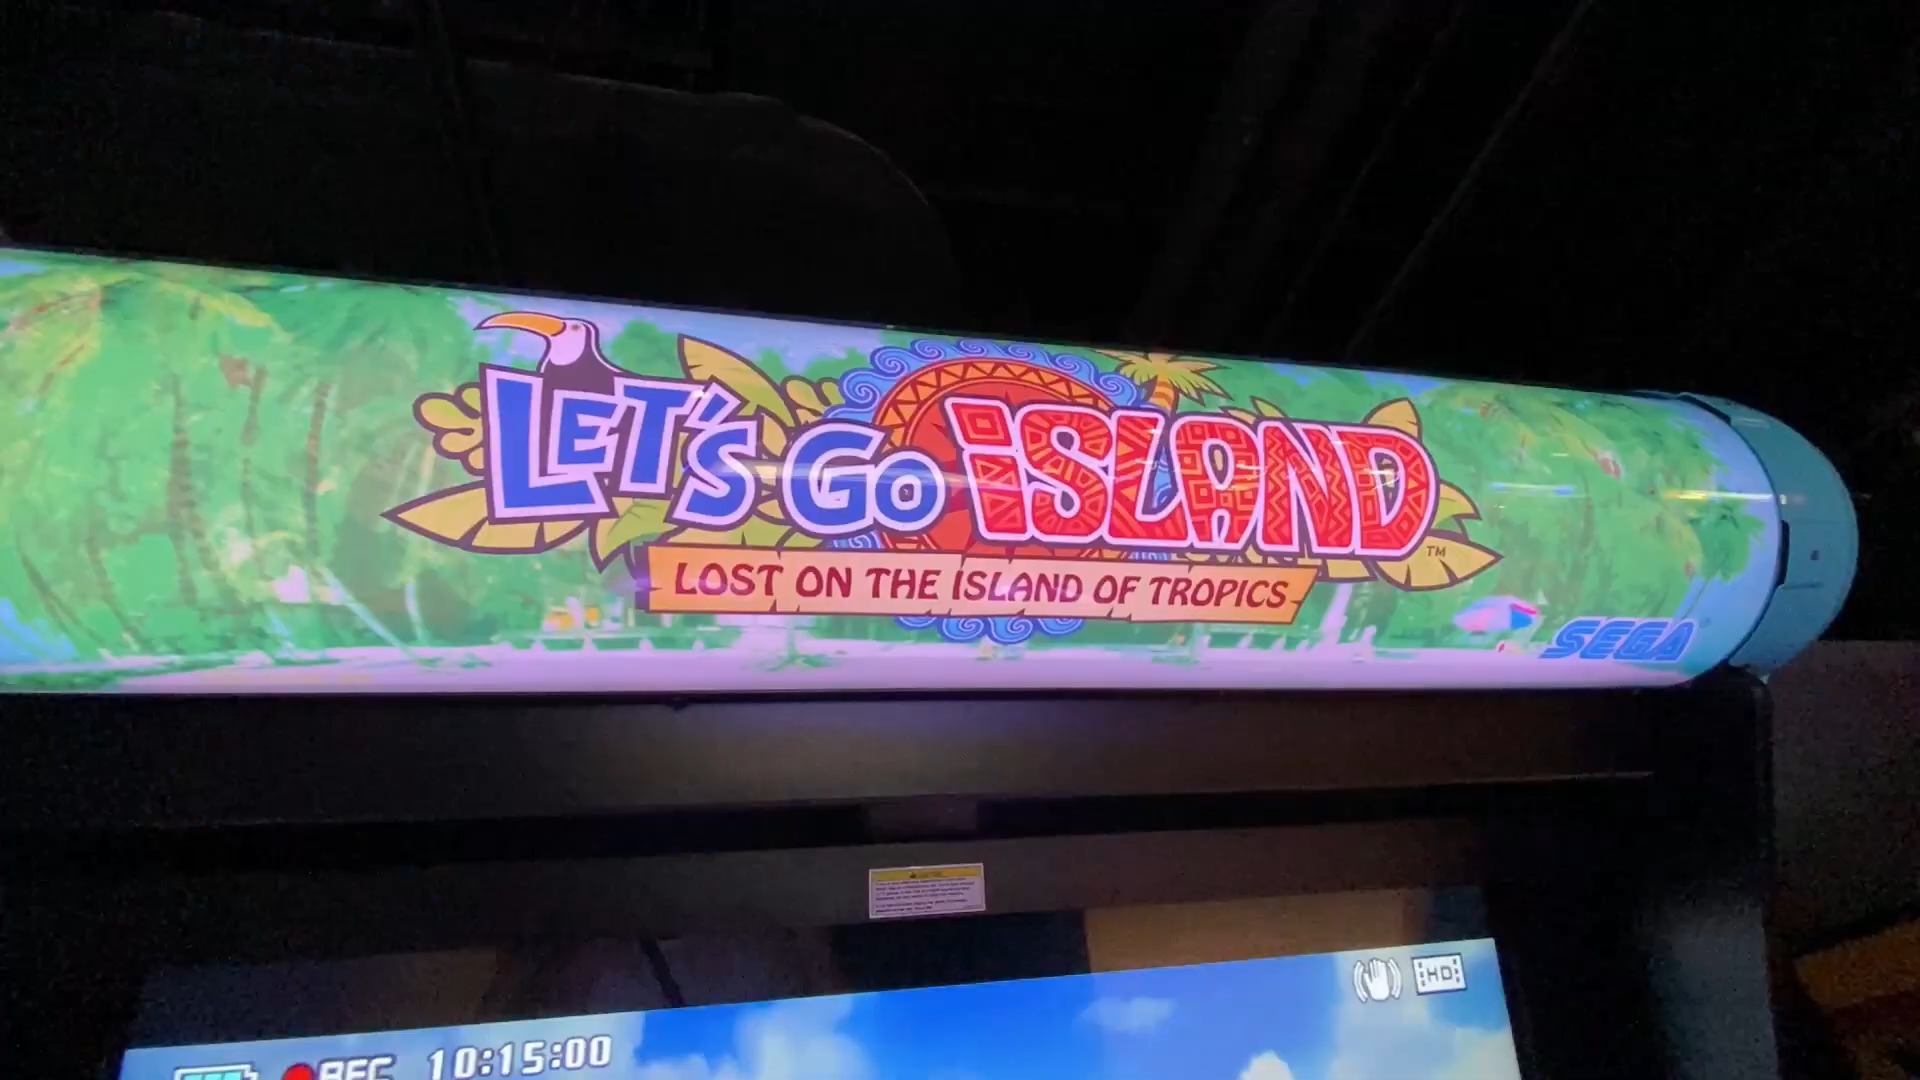 LET'S GO ISLAND
TM
LOST ON THE ISLAND OF TROPICS
SEGA
HD
REC 10:15:00